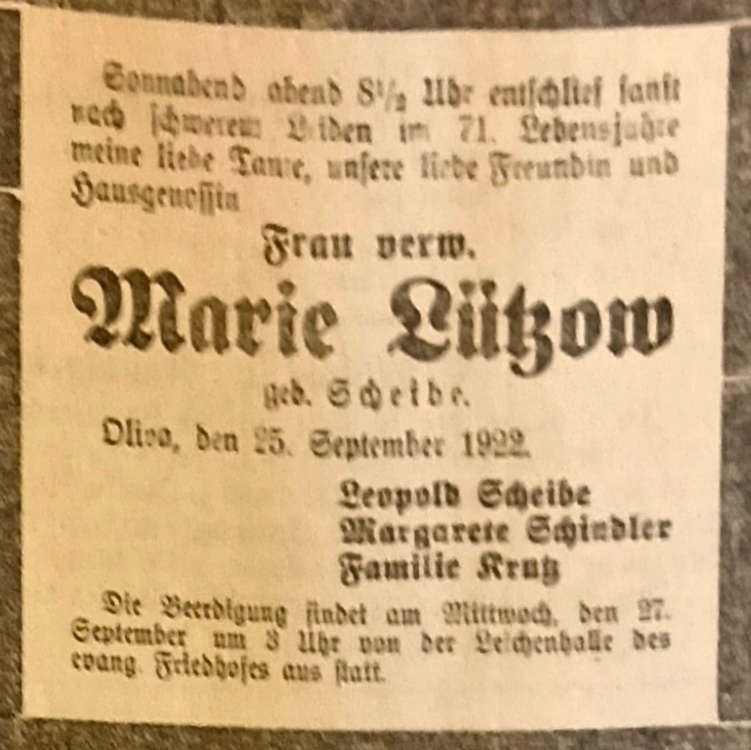 Sonnabend abend 8½ Uhr entschlief sanft
nach schwerem Leiden im 71. Lebensjahre
meine liebe Tante, unsere liebe Freundin und
Hausgenossin
Frau verw.
Marie Lützow
geb. Scheibe.
Oliva, den 25. September 1922.
Leopold Scheibe
Margarete Schindler
Familie Krutz
Die Beerdigung findet am Mittwoch, den 27.
September um 3 Uhr von der Leichenhalle des
evang. Friedhofes aus statt.